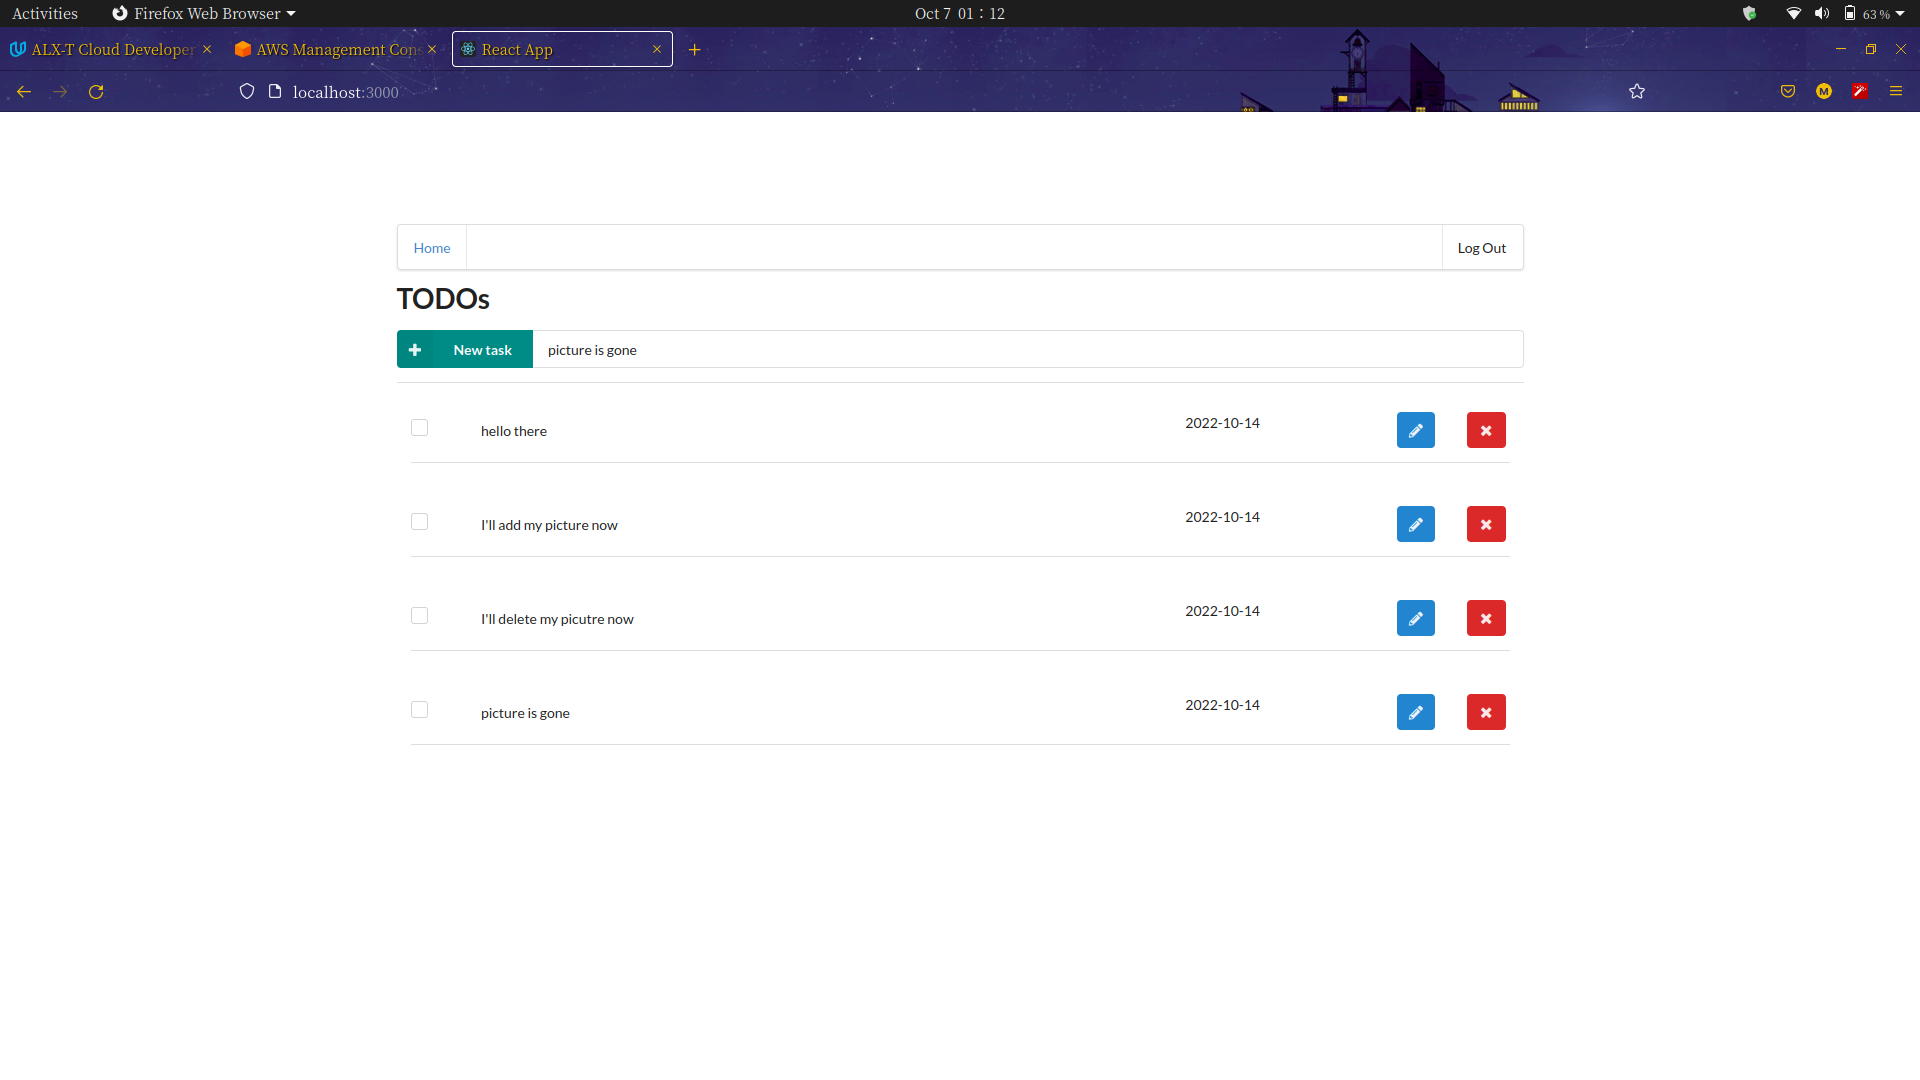 Activities Firefox Web Browser Oct 7 01:12 63 %
ALX-T Cloud Developer AWS Management Con React App
localhost:3000 M
Home Log Out
TODOs
New task picture is gone
hello there 2022-10-14
I'll add my picture now 2022-10-14
I'll delete my picutre now 2022-10-14
picture is gone 2022-10-14